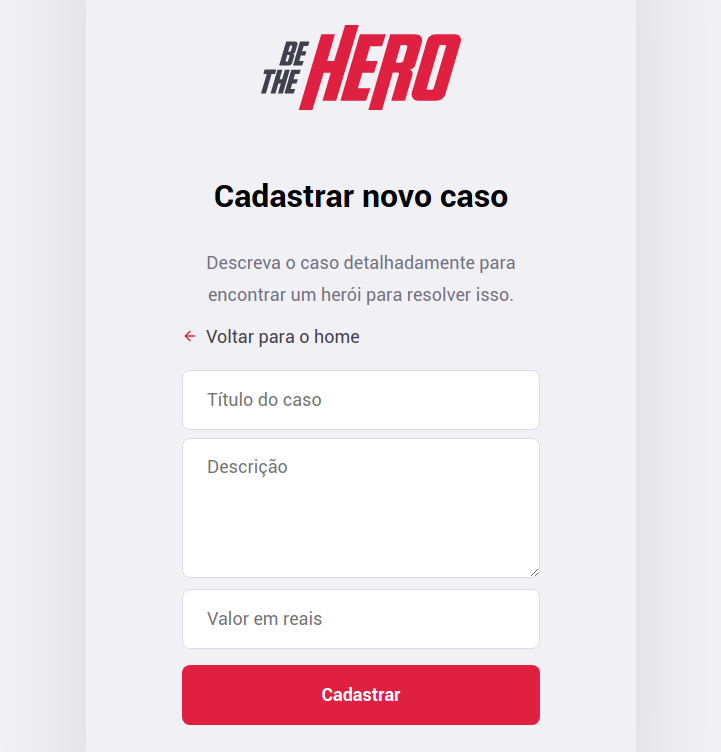 BE
THE HERO
Cadastrar novo caso
Descreva o caso detalhadamente para
encontrar um herói para resolver isso.
Voltar para o home
Título do caso
Descrição
Valor em reais
Cadastrar